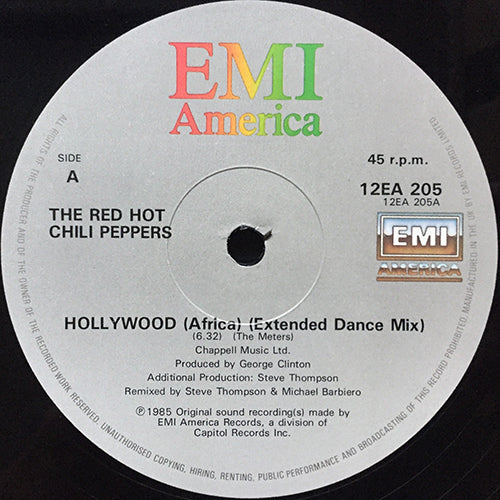 EMI
America
SIDE
A
45 r.p.m.
12EA 205
12EA 205A
THE RED HOT
CHILI PEPPERS
EMI
AMERICA
HOLLYWOOD (Africa) (Extended Dance Mix)
(6.32) (The Meters)
Chappell Music Ltd.
Produced by George Clinton
Additional Production: Steve Thompson
Remixed by Steve Thompson & Michael Barbiero
℗ 1985 Original sound recording(s) made by
EMI America Records, a division of
Capitol Records Inc.
ALL RIGHTS OF THE PRODUCER AND OF THE OWNER OF THE RECORDED WORK RESERVED. UNAUTHORISED COPYING, HIRING, RENTING, PUBLIC PERFORMANCE AND BROADCASTING OF THIS RECORD PROHIBITED. MANUFACTURED IN THE UK BY EMI RECORDS LIMITED